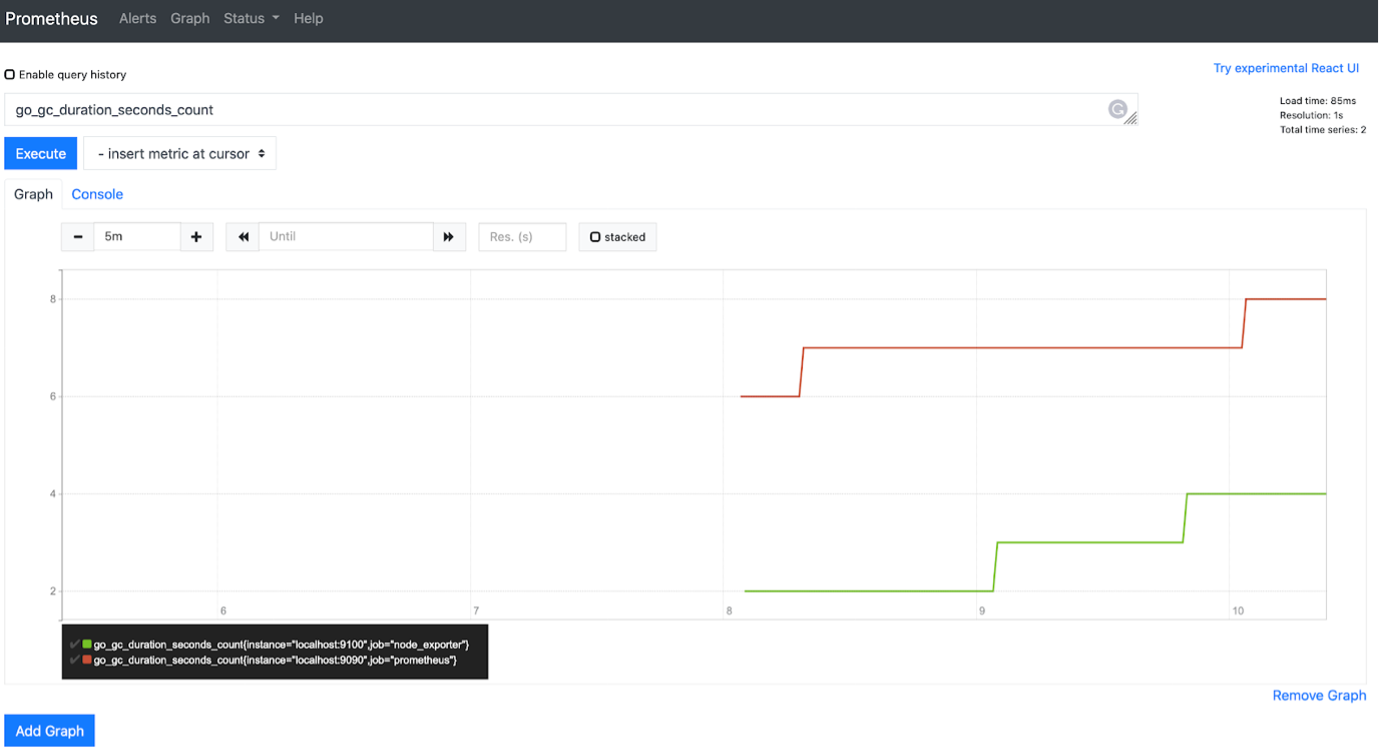 Prometheus Alerts Graph Status Help
Enable query history
Try experimental React UI
go_gc_duration_seconds_count
Load time: 85ms
Resolution: 1s
Total time series: 2
Execute
- insert metric at cursor
Graph Console
- 5m + Until Res. (s) stacked
8
6
4
2
6 7 8 9 10
go_gc_duration_seconds_count{instance="localhost:9100",job="node_exporter"}
go_gc_duration_seconds_count{instance="localhost:9090",job="prometheus"}
Remove Graph
Add Graph